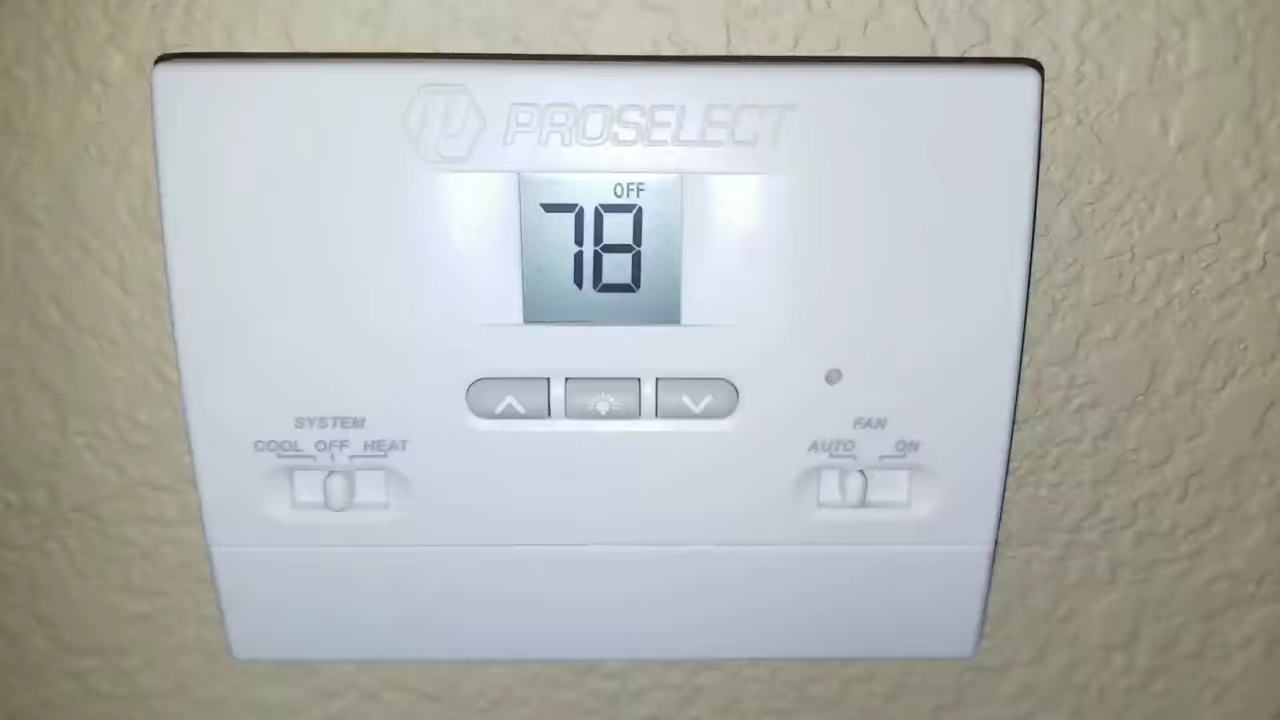 PROSELECT
OFF
78
SYSTEM
COOL OFF HEAT
FAN
AUTO ON